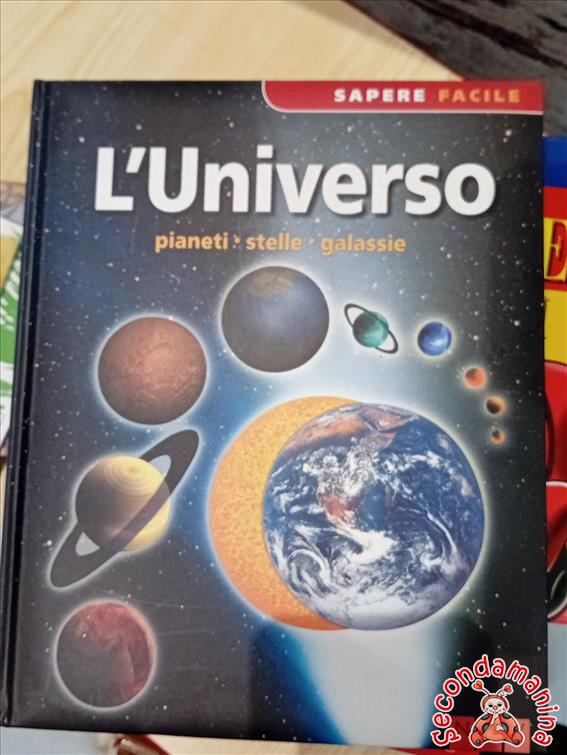 SAPERE FACILE
L'Universo
pianeti · stelle · galassie
E
Secondamanina